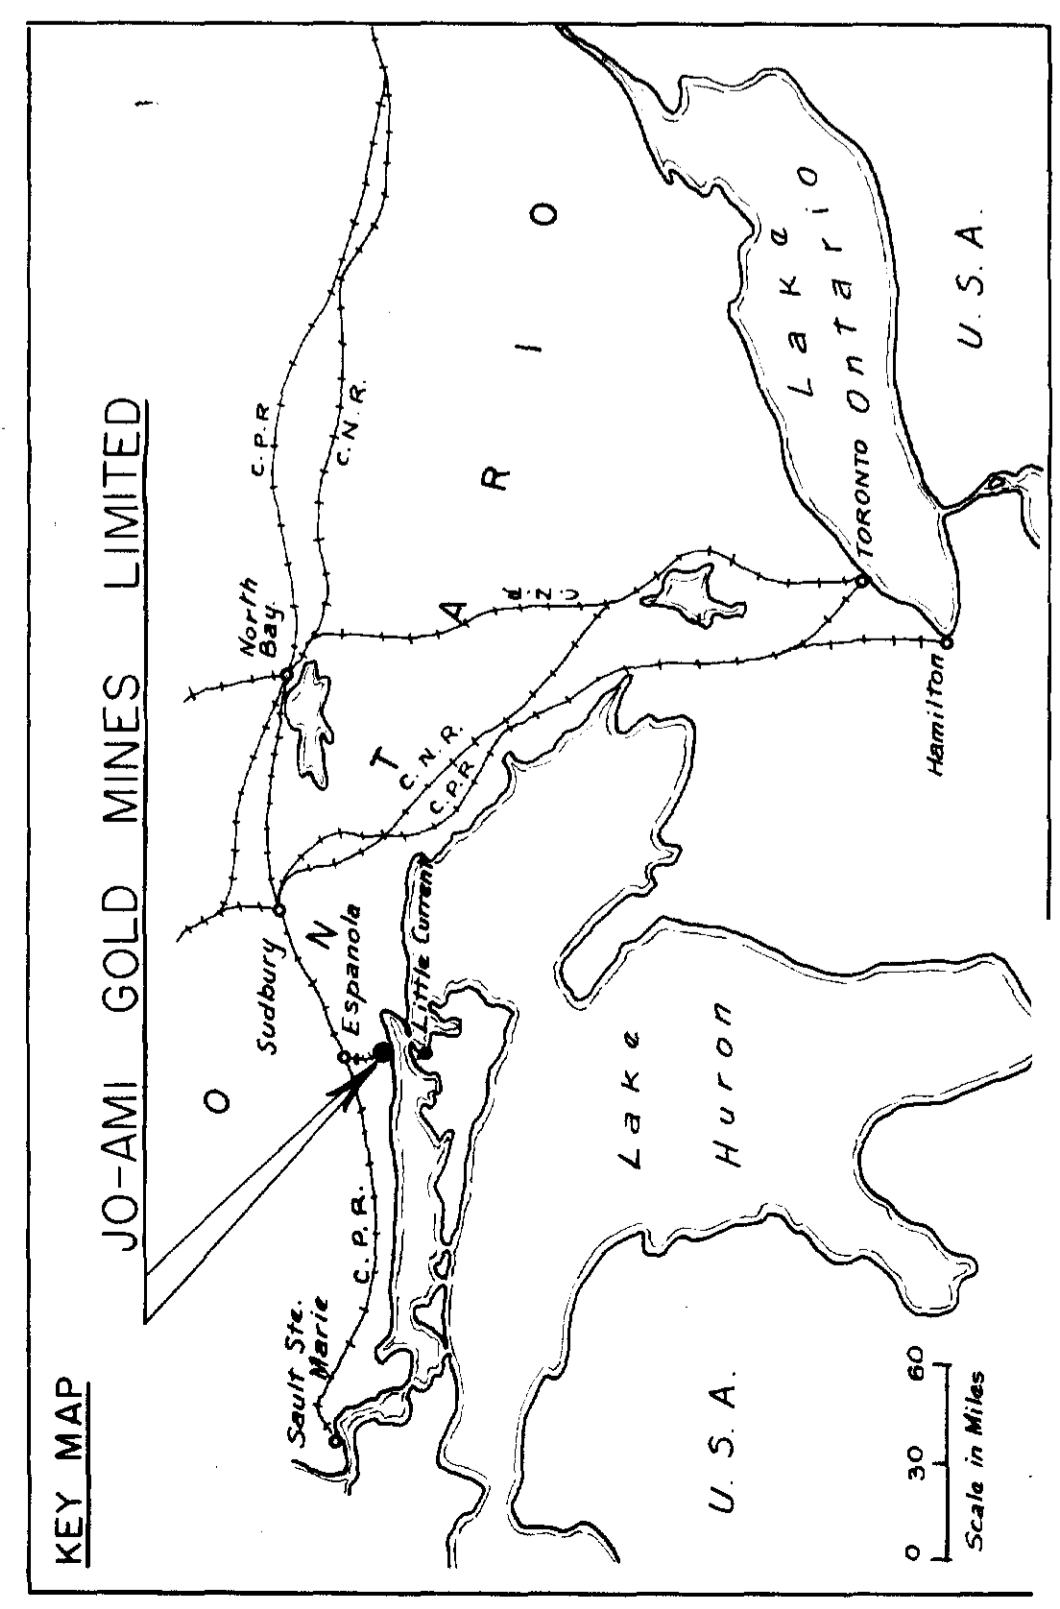 KEY MAP
JO-AMI GOLD MINES LIMITED
O
N
T
A
R
I
O
Sault Ste.
Marie
C.P.R.
Sudbury
Espanola
Little Current
North
Bay
C.P.R
C.N.R.
C.N.R.
C.P.R.
C.N.R.
TORONTO
Hamilton
Lake
Ontario
U.S.A.
Lake
Huron
U.S.A.
0 30 60
Scale in Miles